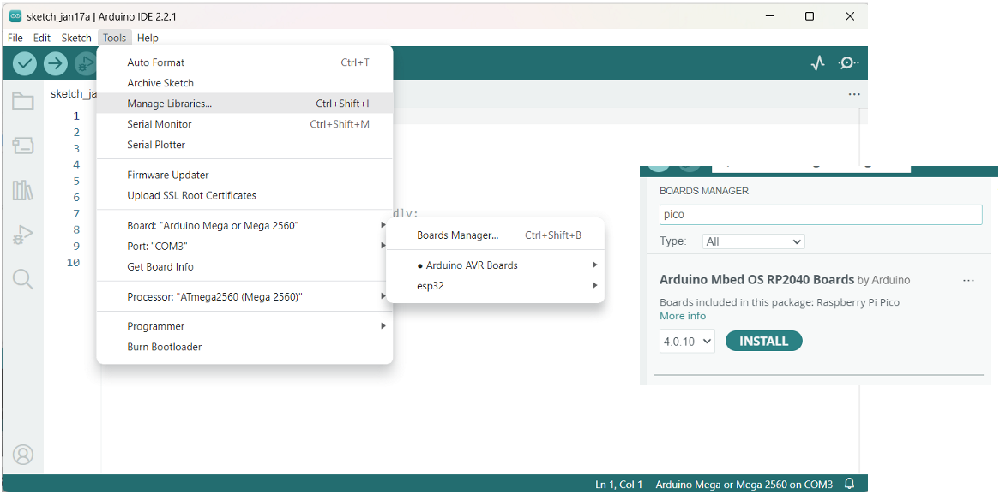 sketch_jan17a | Arduino IDE 2.2.1
File Edit Sketch Tools Help
sketch_ja
1
2
3
4
5
6
7
8
9
10
Auto Format Ctrl+T
Archive Sketch
Manage Libraries... Ctrl+Shift+I
Serial Monitor Ctrl+Shift+M
Serial Plotter
Firmware Updater
Upload SSL Root Certificates
Board: "Arduino Mega or Mega 2560"
Port: "COM3"
Get Board Info
Processor: "ATmega2560 (Mega 2560)"
Programmer
Burn Bootloader
dly:
Boards Manager... Ctrl+Shift+B
Arduino AVR Boards
esp32
BOARDS MANAGER
pico
Type: All
Arduino Mbed OS RP2040 Boards by Arduino
Boards included in this package: Raspberry Pi Pico
More info
4.0.10 INSTALL
Ln 1, Col 1 Arduino Mega or Mega 2560 on COM3